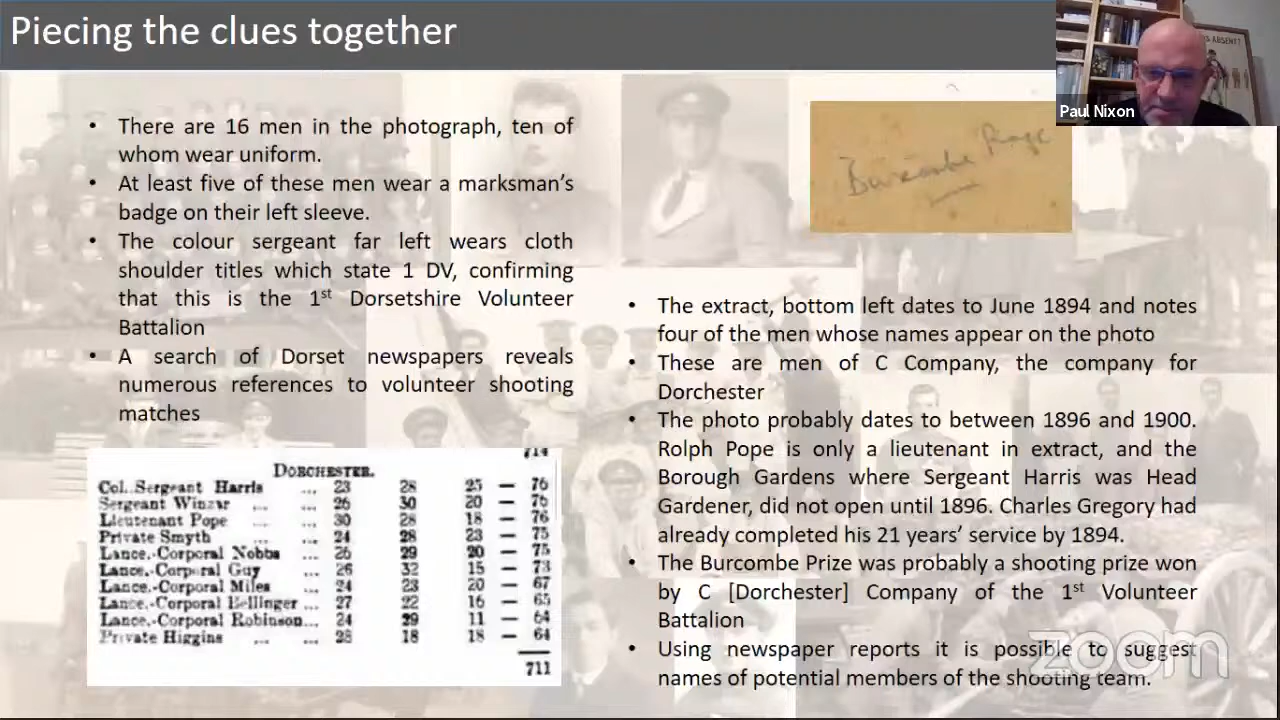 Piecing the clues together
ABSENT?
Paul Nixon
• There are 16 men in the photograph, ten of
whom wear uniform.
• At least five of these men wear a marksman's
badge on their left sleeve.
• The colour sergeant far left wears cloth
shoulder titles which state 1 DV, confirming
that this is the 1st Dorsetshire Volunteer
Battalion
• A search of Dorset newspapers reveals
numerous references to volunteer shooting
matches
714
DORCHESTER.
Col. Sergeant Harris ... 23 28 25 — 76
Sergeant Winzar ... ... 26 30 20 — 76
Lieutenant Pope ... ... 30 28 18 — 76
Private Smyth ... 24 28 23 — 75
Lance.-Corporal Nobbs ... 26 29 20 — 75
Lance.-Corporal Guy ... 26 32 15 — 73
Lance.-Corporal Miles ... 24 23 20 — 67
Lance.-Corporal Bellinger ... 27 22 16 — 65
Lance.-Corporal Robinson... 24 29 11 — 64
Private Higgins ... ... 28 18 18 — 64
711
Burcombe
• The extract, bottom left dates to June 1894 and notes
four of the men whose names appear on the photo
• These are men of C Company, the company for
Dorchester
• The photo probably dates to between 1896 and 1900.
Rolph Pope is only a lieutenant in extract, and the
Borough Gardens where Sergeant Harris was Head
Gardener, did not open until 1896. Charles Gregory had
already completed his 21 years' service by 1894.
• The Burcombe Prize was probably a shooting prize won
by C [Dorchester] Company of the 1st Volunteer
Battalion
• Using newspaper reports it is possible to suggest
names of potential members of the shooting team.
zoom